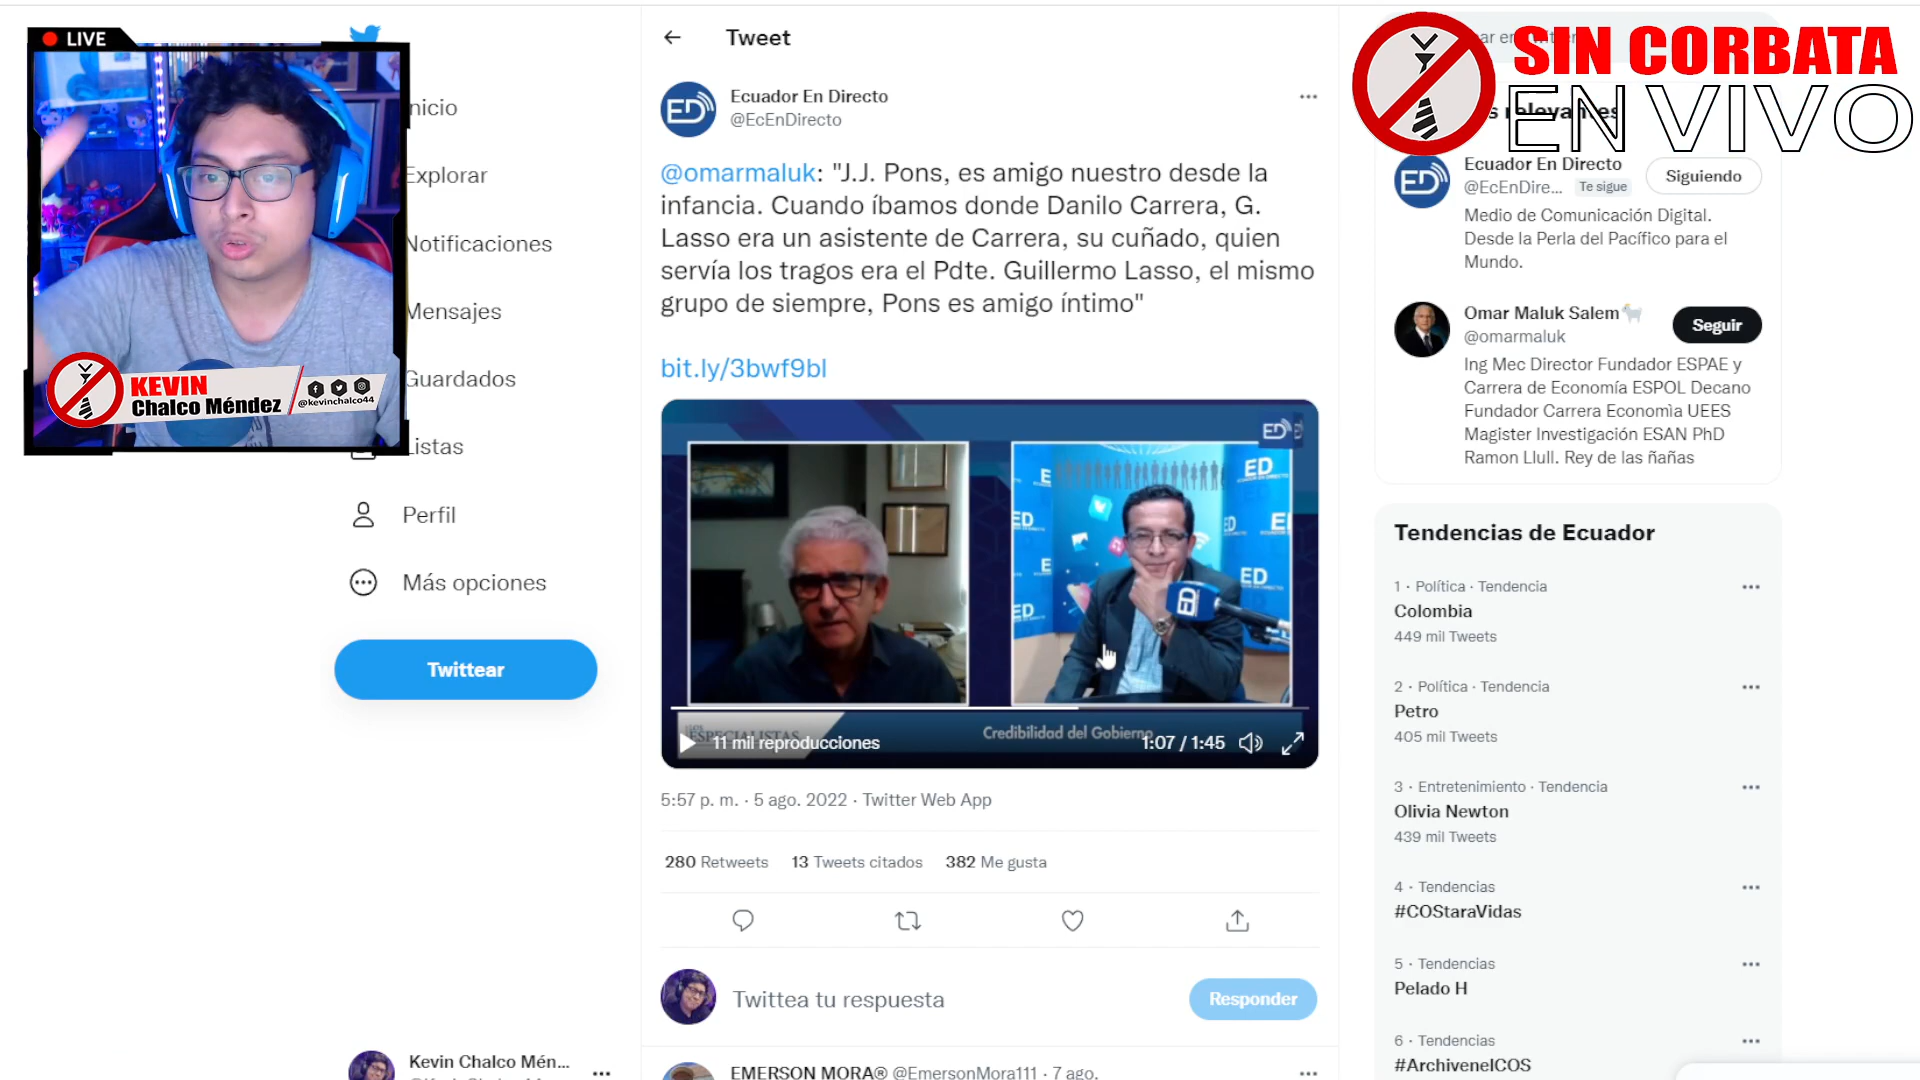 LIVE
KEVIN
Chalco Méndez
@kevinchalco44
nicio
Explorar
Notificaciones
Mensajes
Guardados
Listas
Perfil
Más opciones
Twittear
Kevin Chalco Mén...
Tweet
Ecuador En Directo
@EcEnDirecto
@omarmaluk: "J.J. Pons, es amigo nuestro desde la
infancia. Cuando íbamos donde Danilo Carrera, G.
Lasso era un asistente de Carrera, su cuñado, quien
servía los tragos era el Pdte. Guillermo Lasso, el mismo
grupo de siempre, Pons es amigo íntimo"
bit.ly/3bwf9bl
ED
ED
ED
ED
ESPECIALISTAS
Credibilidad del Gobierno
11 mil reproducciones
1:07 / 1:45
5:57 p. m. · 5 ago. 2022 · Twitter Web App
280 Retweets 13 Tweets citados 382 Me gusta
Twittea tu respuesta
Responder
EMERSON MORA® @EmersonMora111 · 7 ago.
SIN CORBATA
EN VIVO
s relevantes
ED
Ecuador En Directo
@EcEnDire... Te sigue
Siguiendo
Medio de Comunicación Digital.
Desde la Perla del Pacífico para el
Mundo.
Omar Maluk Salem
@omarmaluk
Seguir
Ing Mec Director Fundador ESPAE y
Carrera de Economía ESPOL Decano
Fundador Carrera Economìa UEES
Magister Investigación ESAN PhD
Ramon Llull. Rey de las ñañas
Tendencias de Ecuador
1 · Política · Tendencia
Colombia
449 mil Tweets
2 · Política · Tendencia
Petro
405 mil Tweets
3 · Entretenimiento · Tendencia
Olivia Newton
439 mil Tweets
4 · Tendencias
#COStaraVidas
5 · Tendencias
Pelado H
6 · Tendencias
#ArchivenelCOS